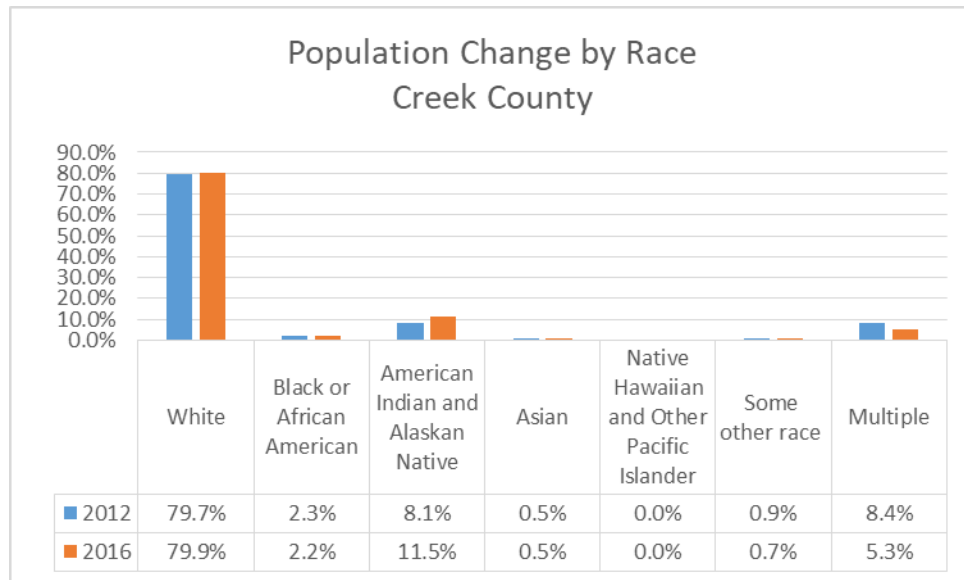 Population Change by Race
Creek County
90.0%
80.0%
70.0%
60.0%
50.0%
40.0%
30.0%
20.0%
10.0%
0.0%
White
Black or
African
American
American
Indian and
Alaskan
Native
Asian
Native
Hawaiian
and Other
Pacific
Islander
Some
other race
Multiple
2012 79.7% 2.3% 8.1% 0.5% 0.0% 0.9% 8.4%
2016 79.9% 2.2% 11.5% 0.5% 0.0% 0.7% 5.3%